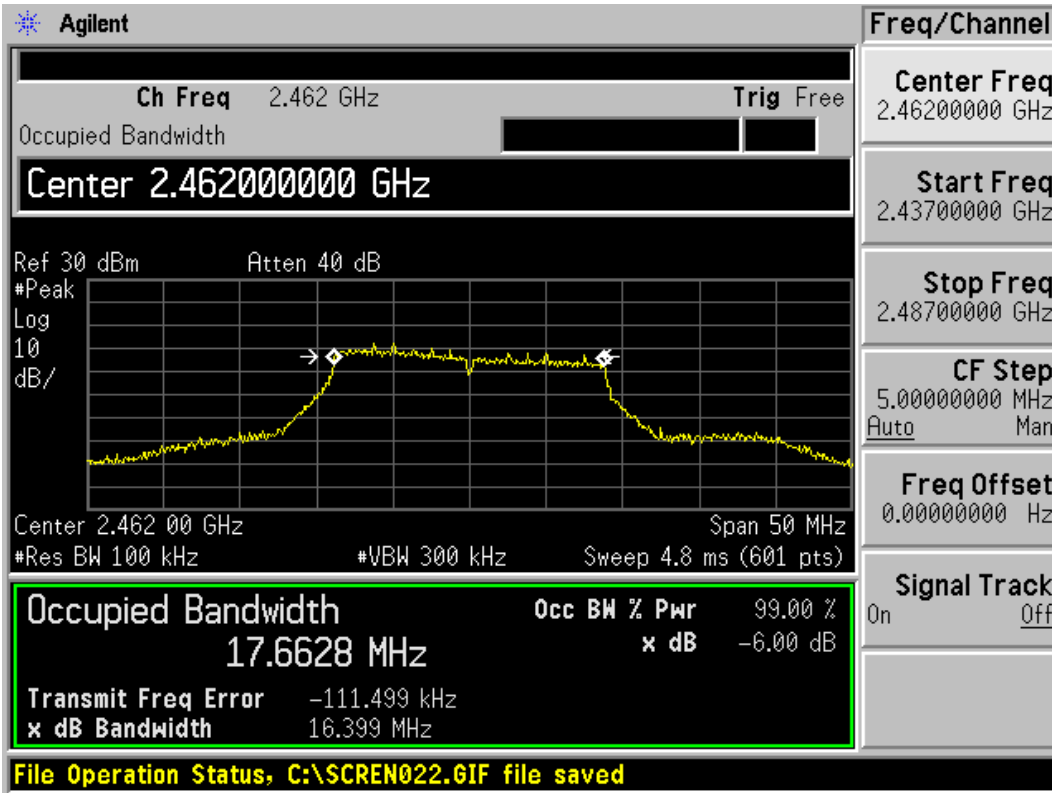 Agilent
Ch Freq 2.462 GHz Trig Free
Occupied Bandwidth
Center 2.462000000 GHz
Ref 30 dBm Atten 40 dB
#Peak
Log
10
dB/
Center 2.462 00 GHz Span 50 MHz
#Res BW 100 kHz #VBW 300 kHz Sweep 4.8 ms (601 pts)
Occupied Bandwidth Occ BW % Pwr 99.00 %
17.6628 MHz x dB -6.00 dB
Transmit Freq Error -111.499 kHz
x dB Bandwidth 16.399 MHz
File Operation Status, C:\SCREN022.GIF file saved
Freq/Channel
Center Freq
2.46200000 GHz
Start Freq
2.43700000 GHz
Stop Freq
2.48700000 GHz
CF Step
5.00000000 MHz
Auto Man
Freq Offset
0.00000000 Hz
Signal Track
On Off